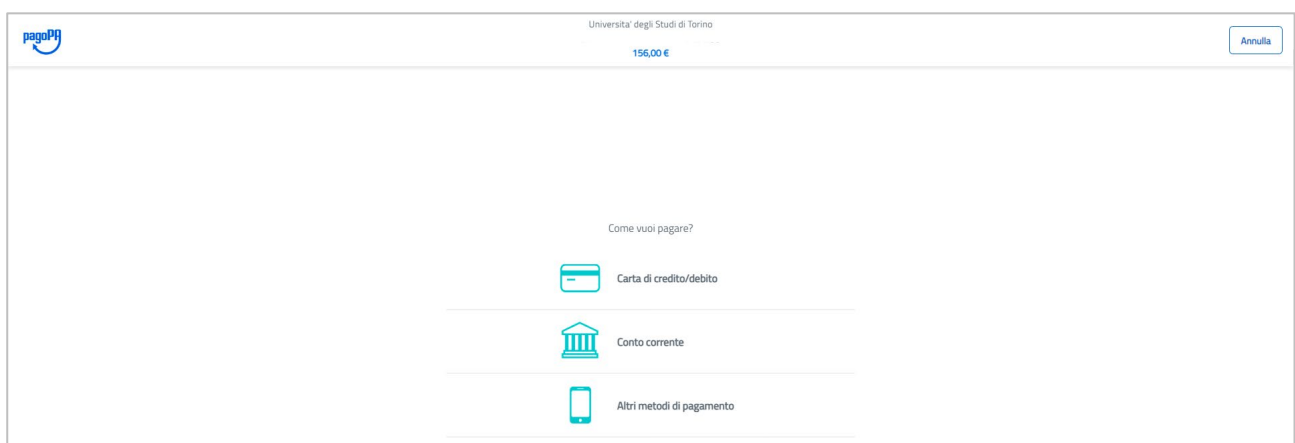 pagoPA
Universita' degli Studi di Torino
156,00 €
Annulla
Come vuoi pagare?
Carta di credito/debito
Conto corrente
Altri metodi di pagamento